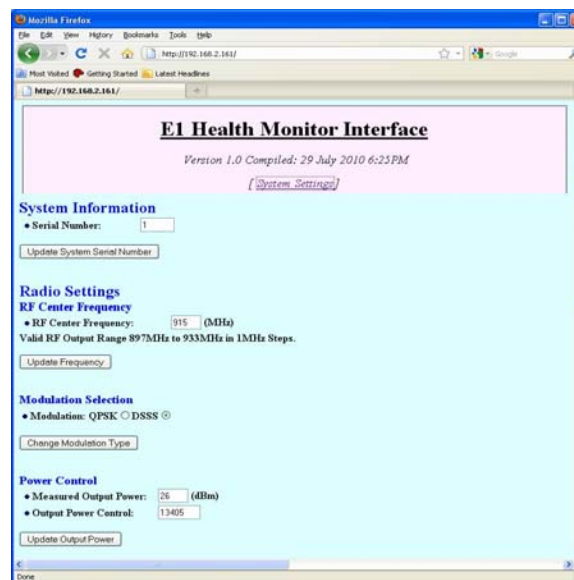 Mozilla Firefox
File Edit View History Bookmarks Tools Help
http://192.168.2.161/
Google
Most Visited Getting Started Latest Headlines
http://192.168.2.161/
E1 Health Monitor Interface
Version 1.0 Compiled: 29 July 2010 6:25PM
[ System Settings]
System Information
• Serial Number: 1
Update System Serial Number
Radio Settings
RF Center Frequency
• RF Center Frequency: 915 (MHz)
Valid RF Output Range 897MHz to 933MHz in 1MHz Steps.
Update Frequency
Modulation Selection
• Modulation: QPSK DSSS
Change Modulation Type
Power Control
• Measured Output Power: 26 (dBm)
• Output Power Control: 13405
Update Output Power
Done